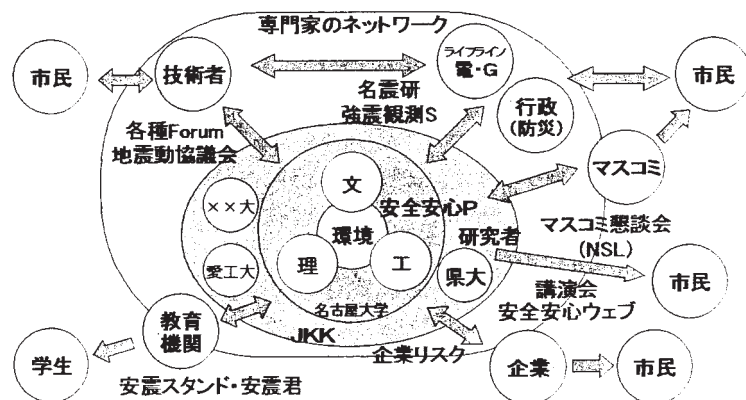 専門家のネットワーク
市民
技術者
ライフライン
電・G
市民
名震研
強震観測S
行政
(防災)
各種Forum
地震動協議会
マスコミ
文
××大
安全安心P
環境
研究者
マスコミ懇談会
(NSL)
愛工大
理
工
県大
市民
名古屋大学
講演会
安全安心ウェブ
教育
機関
JKK
企業リスク
学生
企業
市民
安震スタンド・安震君